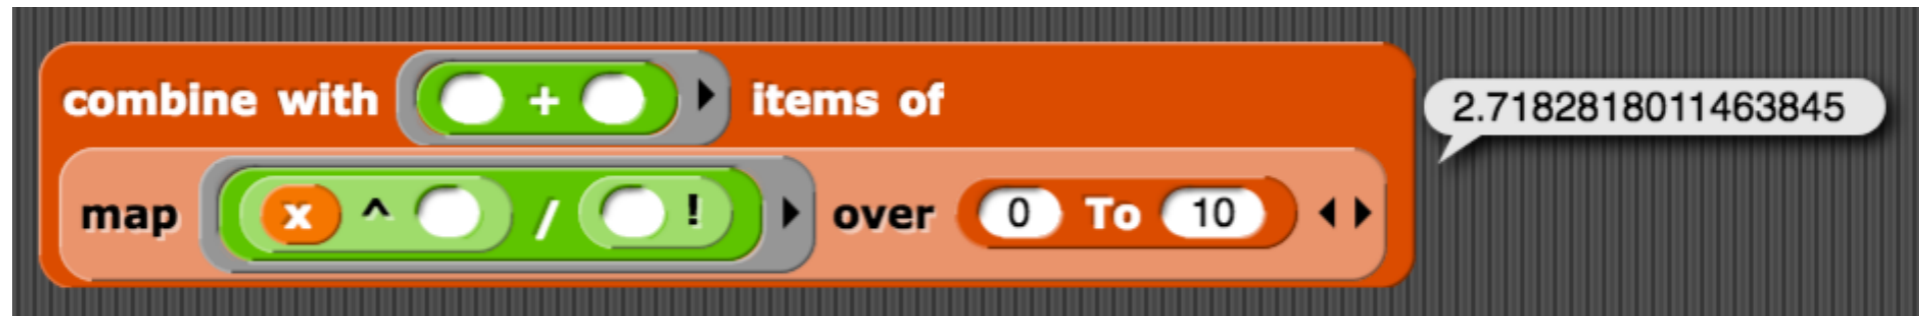 combine with + items of
2.7182818011463845
map x ^ / ! over 0 To 10